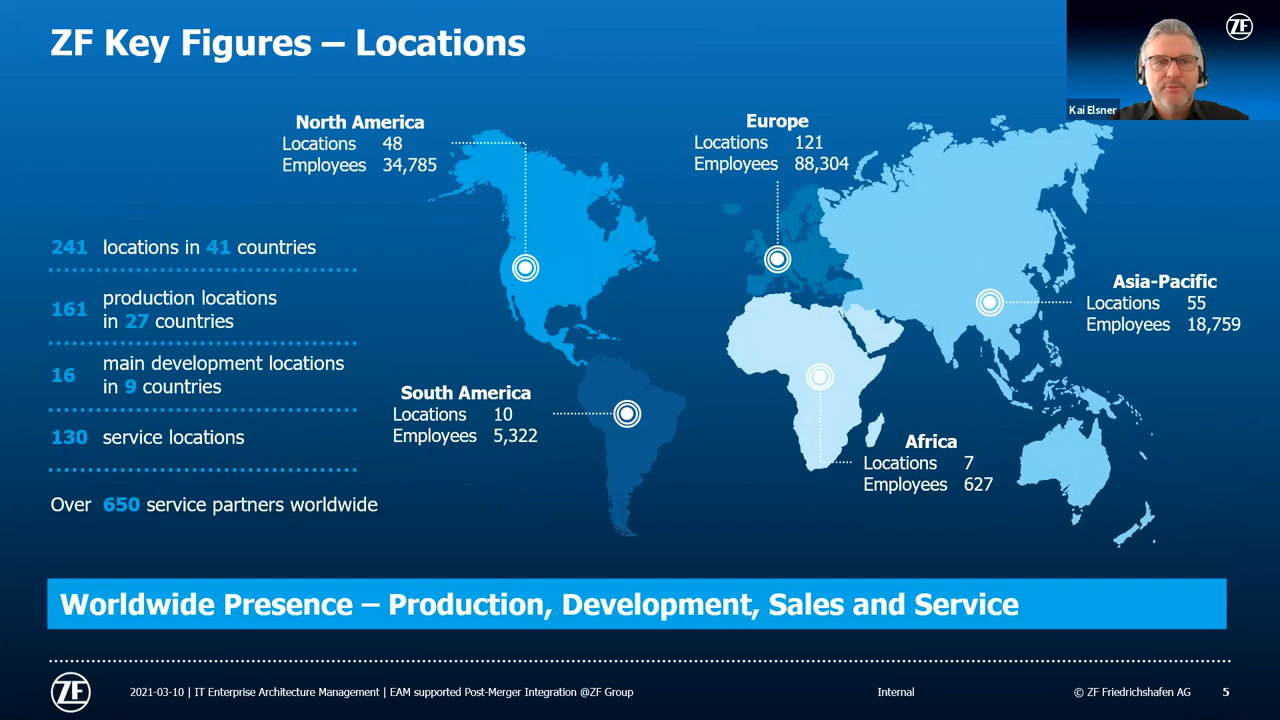 ZF Key Figures – Locations
ZF
Kai Elsner
North America
Locations 48
Employees 34,785
Europe
Locations 121
Employees 88,304
241 locations in 41 countries
161 production locations
in 27 countries
16 main development locations
in 9 countries
130 service locations
Over 650 service partners worldwide
Asia-Pacific
Locations 55
Employees 18,759
South America
Locations 10
Employees 5,322
Africa
Locations 7
Employees 627
Worldwide Presence – Production, Development, Sales and Service
ZF
2021-03-10 | IT Enterprise Architecture Management | EAM supported Post-Merger Integration @ZF Group
Internal
© ZF Friedrichshafen AG
5